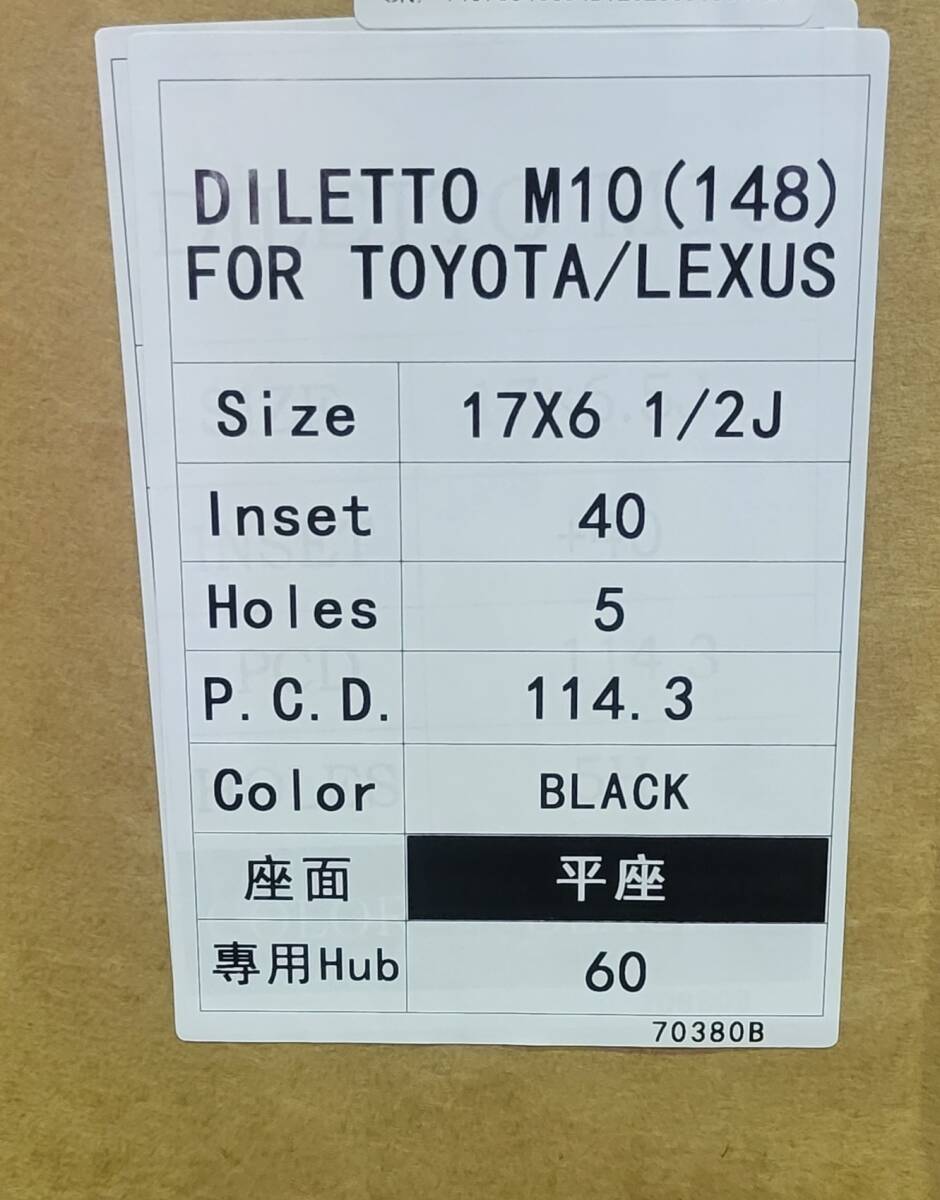 DILETTO M10(148)
FOR TOYOTA/LEXUS
Size 17X6 1/2J
Inset 40
Holes 5
P.C.D. 114.3
Color BLACK
座面 平座
專用Hub 60
70380B